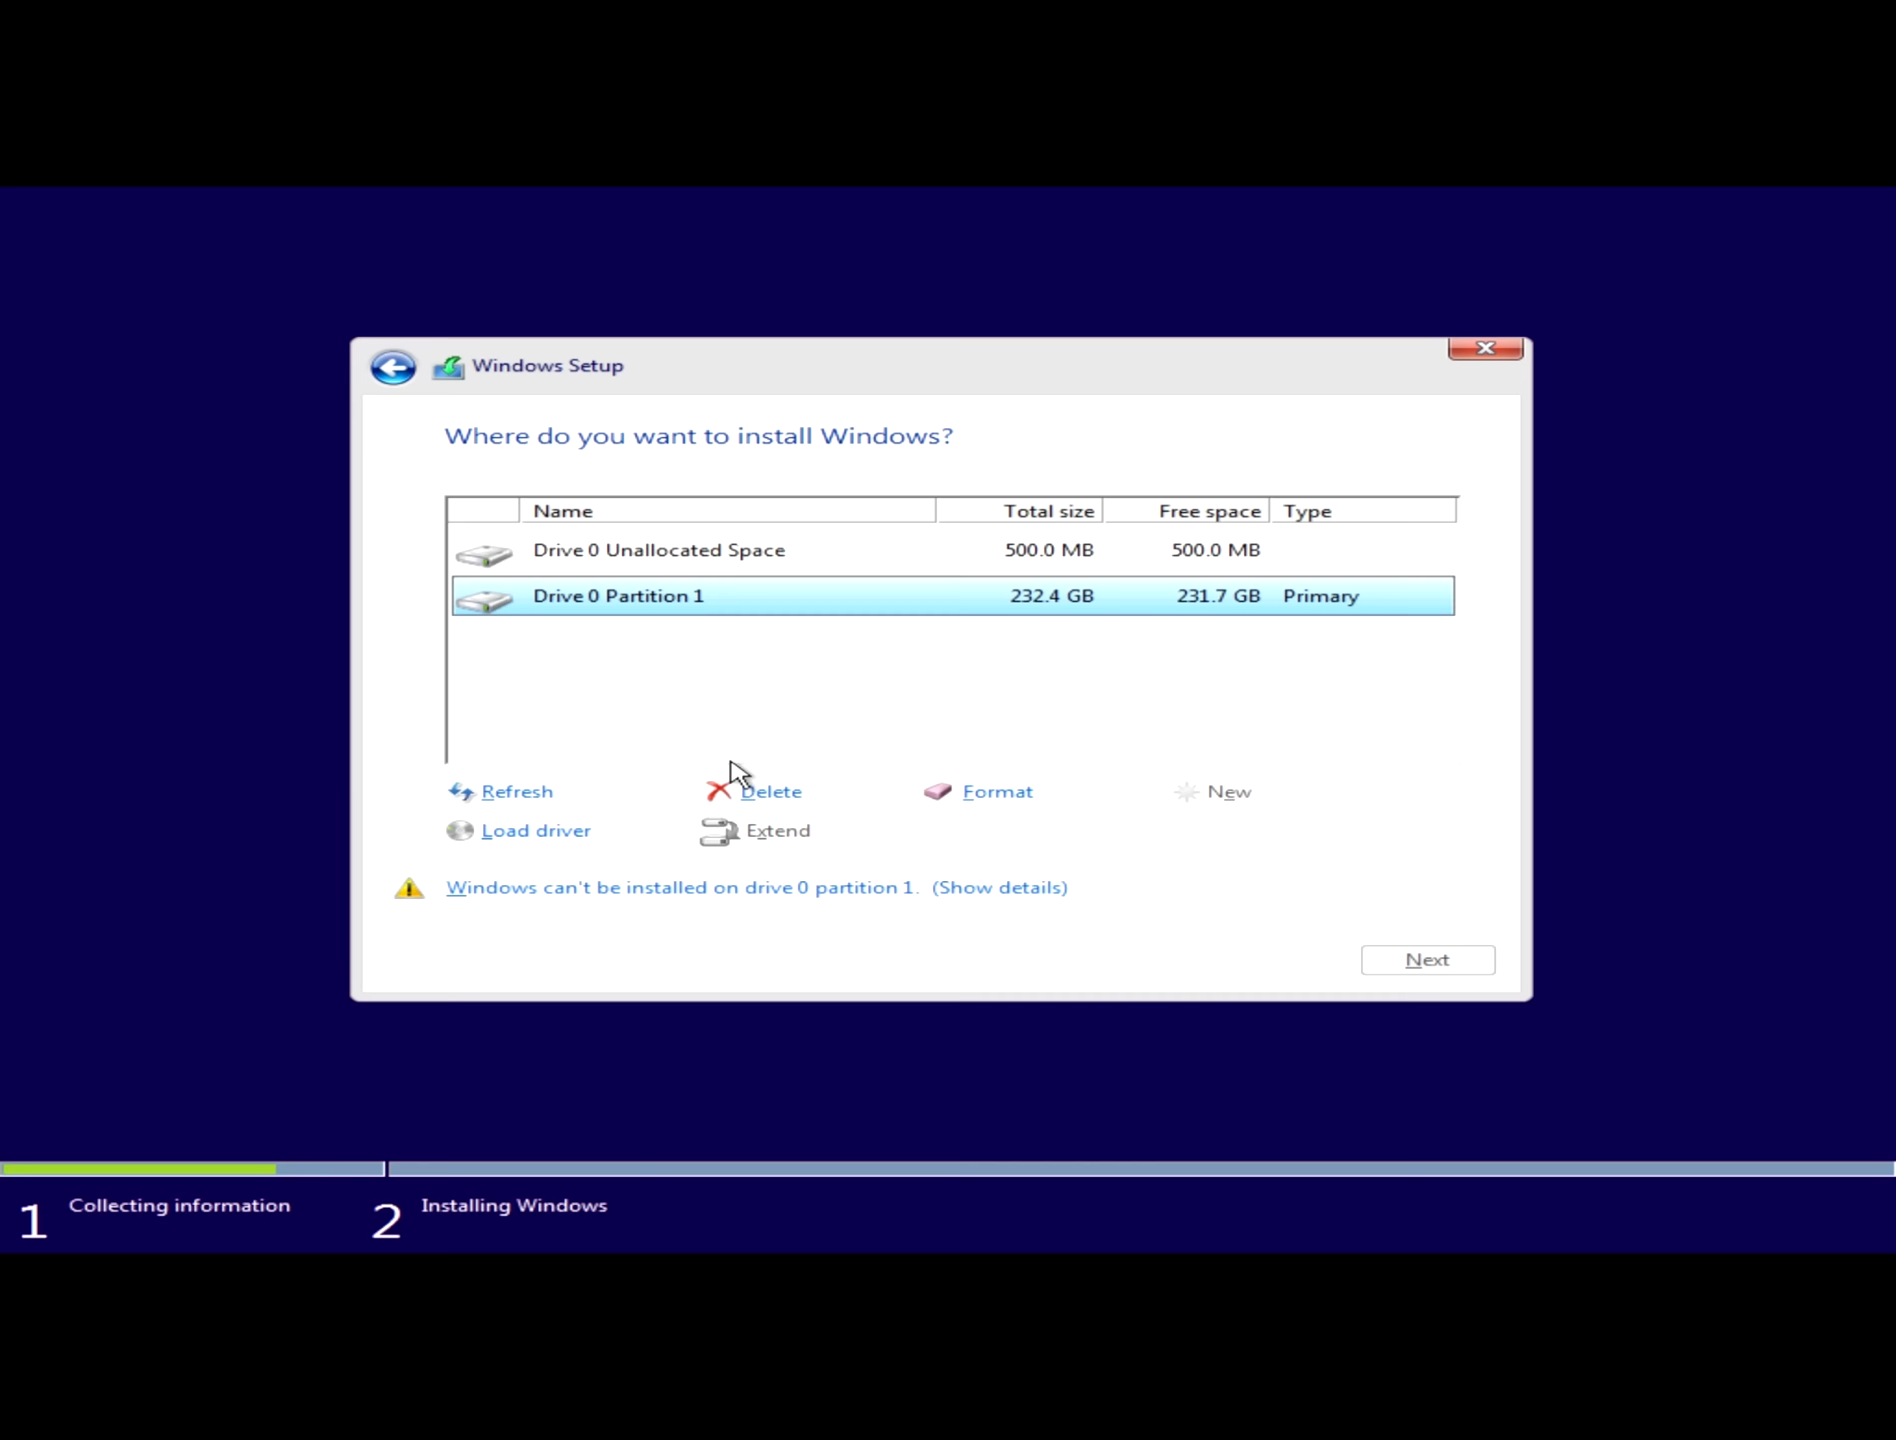 Windows Setup
Where do you want to install Windows?
Name Total size Free space Type
Drive 0 Unallocated Space 500.0 MB 500.0 MB
Drive 0 Partition 1 232.4 GB 231.7 GB Primary
Refresh Delete Format New
Load driver Extend
Windows can't be installed on drive 0 partition 1. (Show details)
Next
1 Collecting information 2 Installing Windows